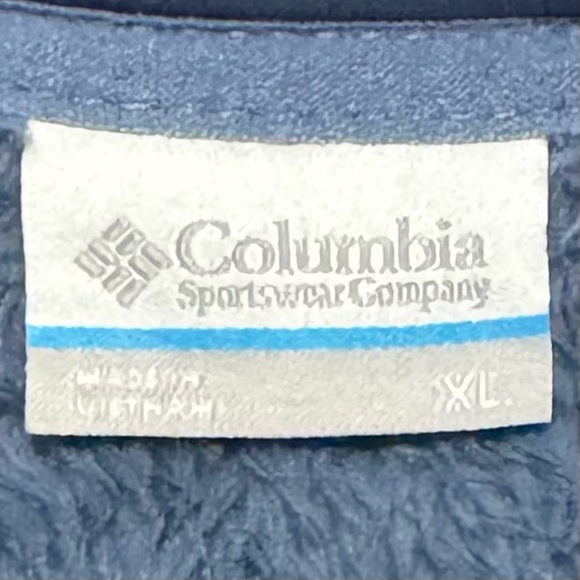 Columbia
Sportswear Company
MADE IN
VIETNAM
XL